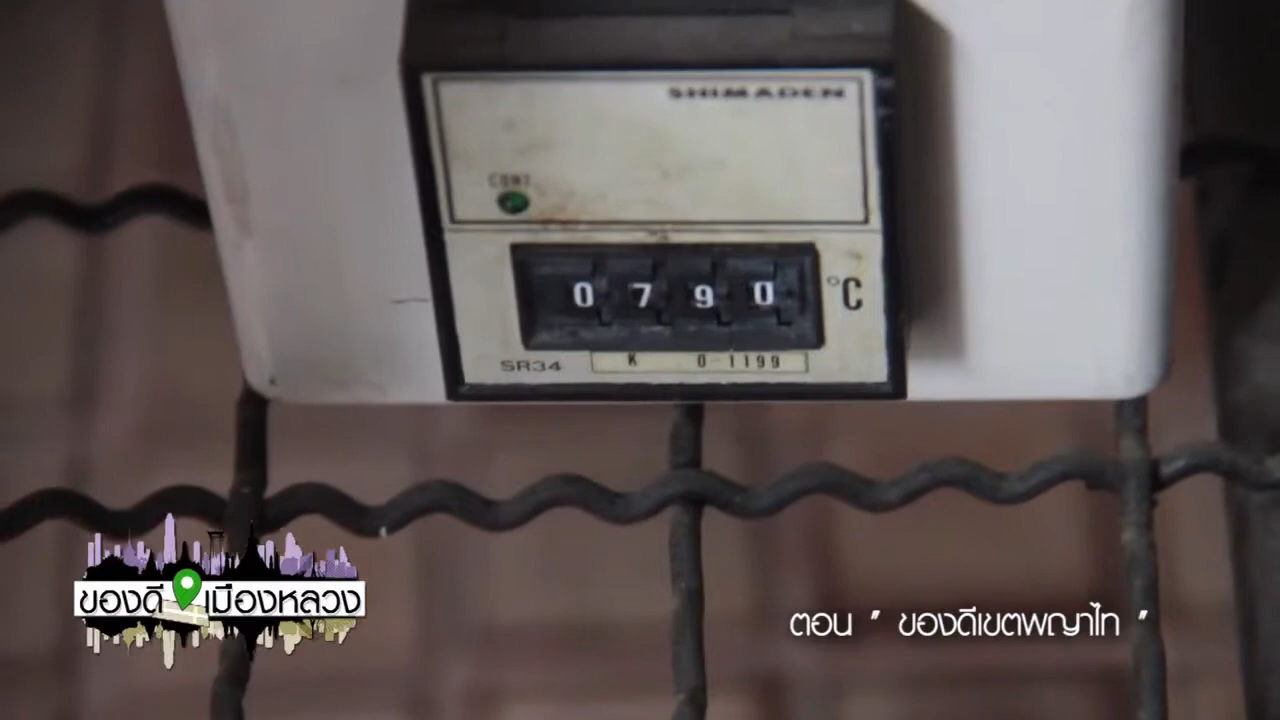 SHIMADEN
CONT
0790 °C
SR34 K 0-1199
ของดี เมืองหลวง
ตอน " ของดีเขตพญาไท "